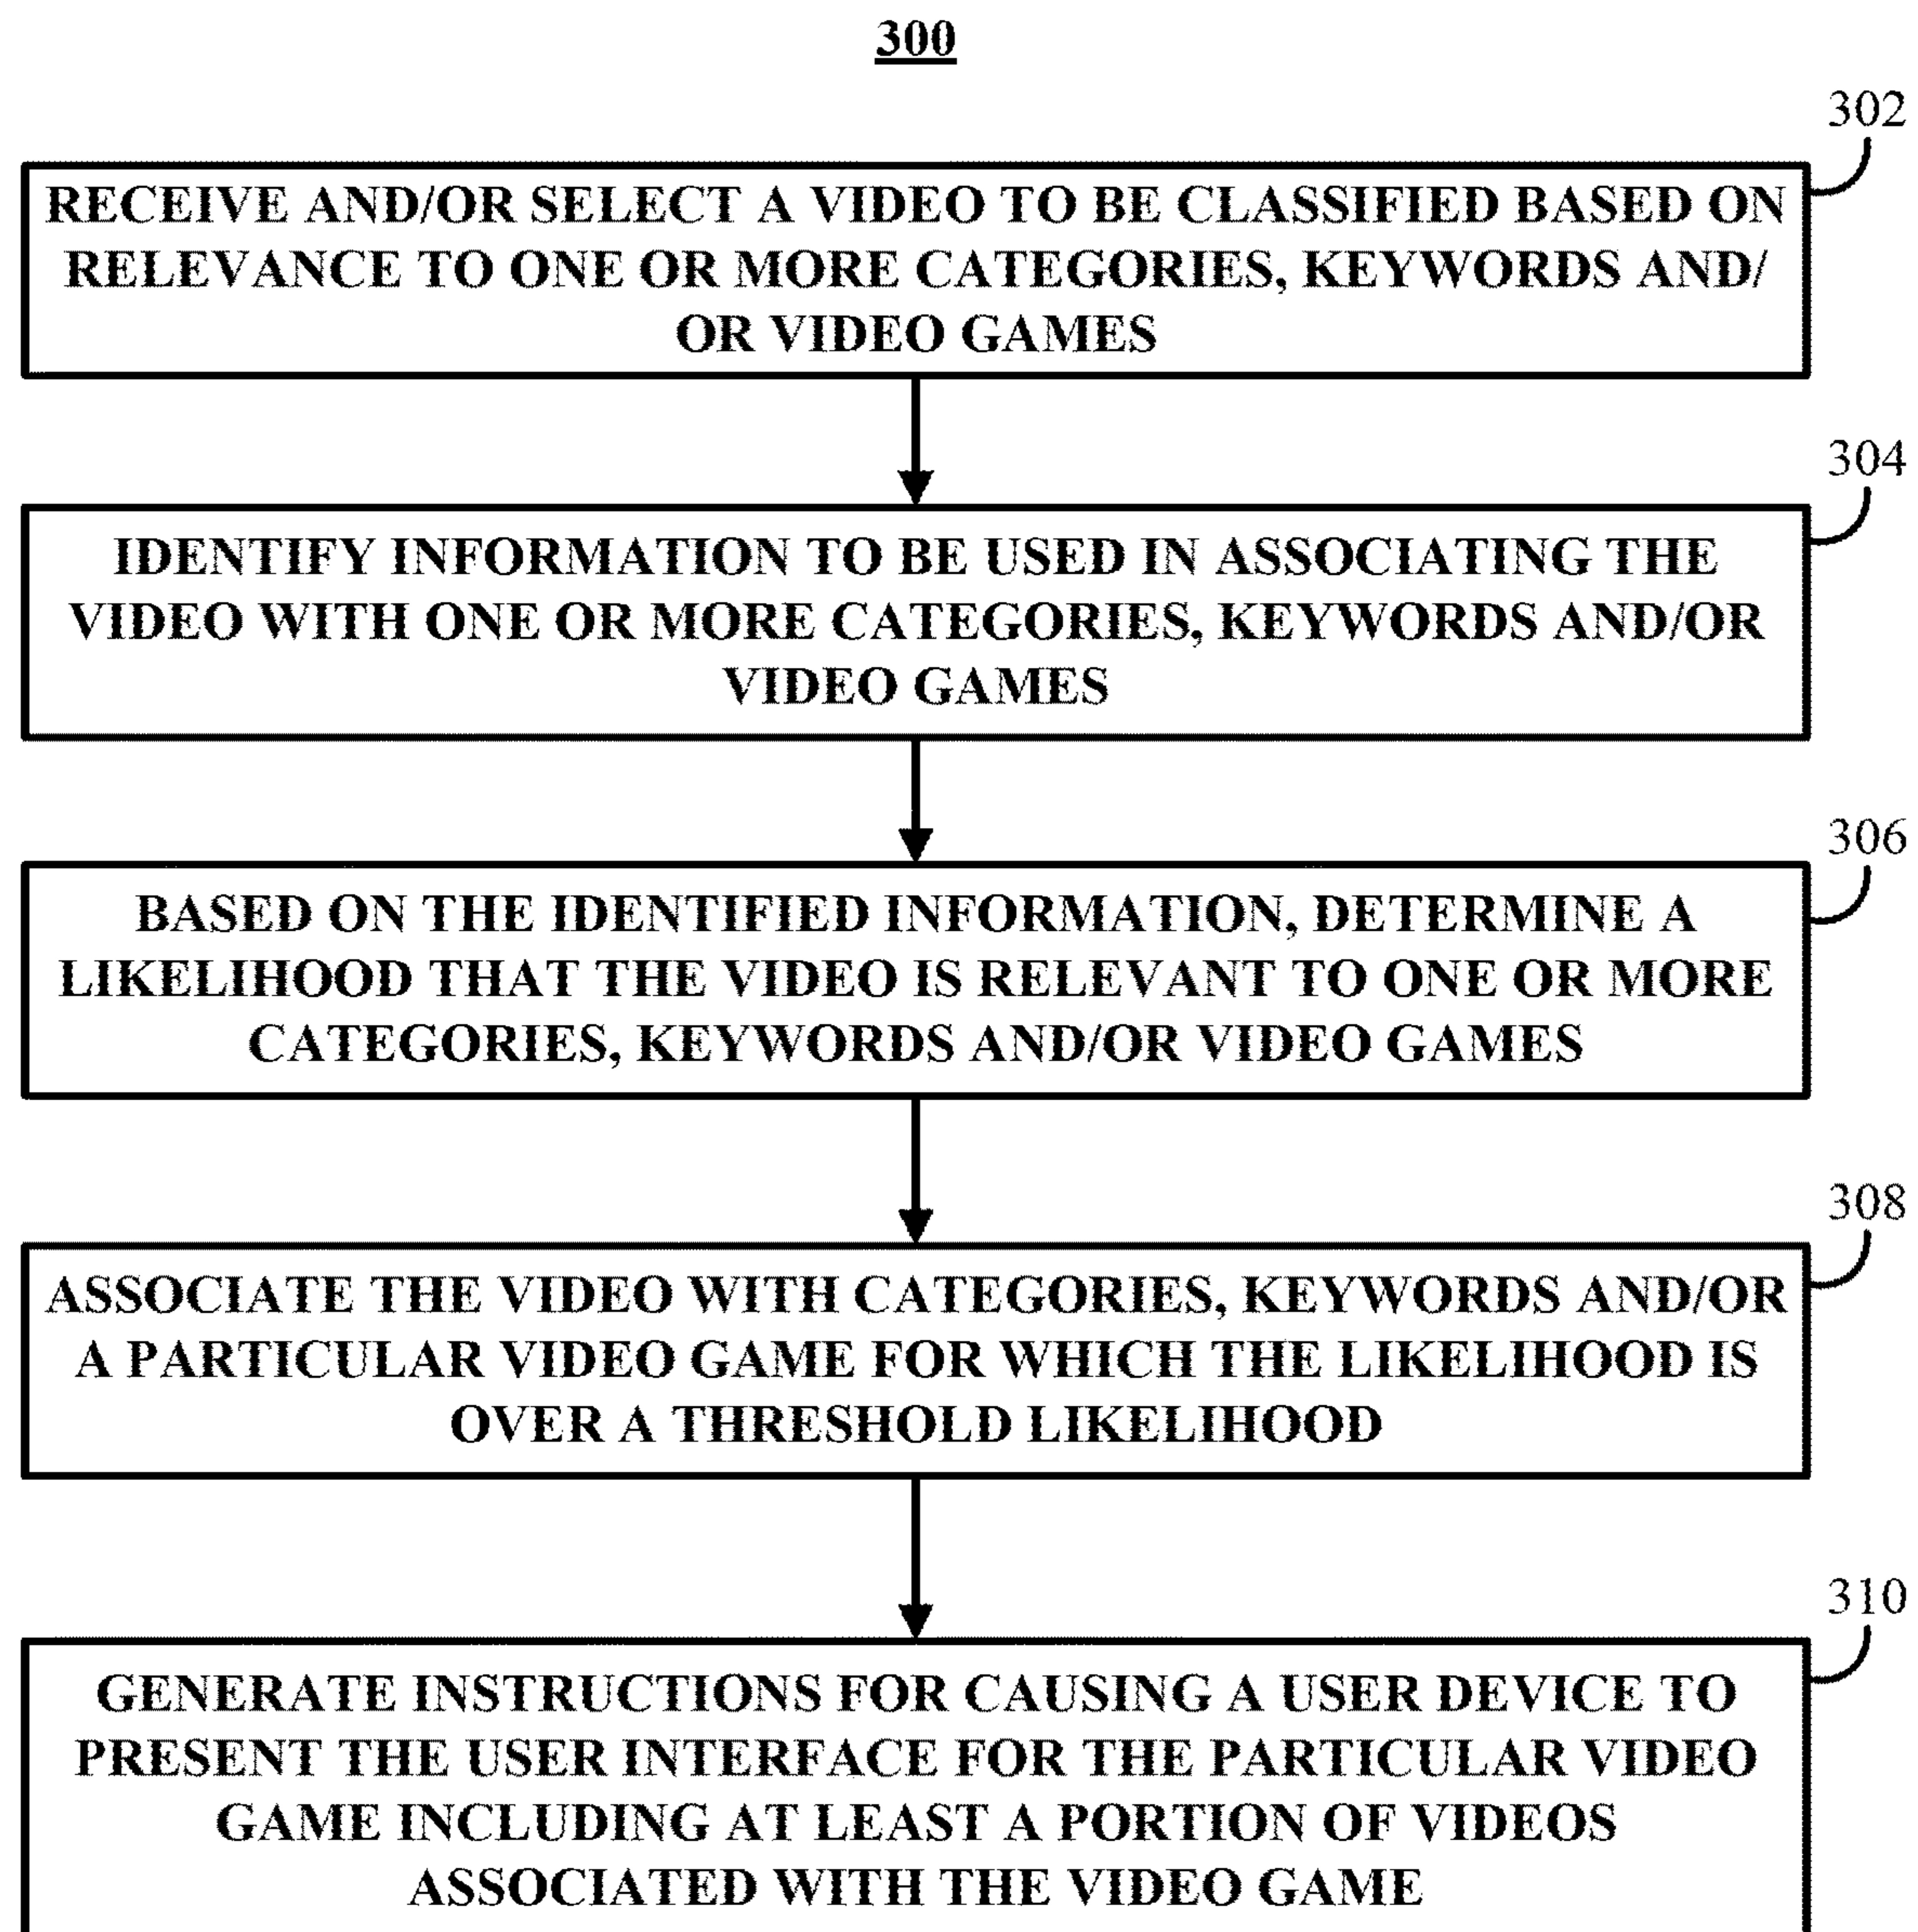 300
302
RECEIVE AND/OR SELECT A VIDEO TO BE CLASSIFIED BASED ON
RELEVANCE TO ONE OR MORE CATEGORIES, KEYWORDS AND/
OR VIDEO GAMES
304
IDENTIFY INFORMATION TO BE USED IN ASSOCIATING THE
VIDEO WITH ONE OR MORE CATEGORIES, KEYWORDS AND/OR
VIDEO GAMES
306
BASED ON THE IDENTIFIED INFORMATION, DETERMINE A
LIKELIHOOD THAT THE VIDEO IS RELEVANT TO ONE OR MORE
CATEGORIES, KEYWORDS AND/OR VIDEO GAMES
308
ASSOCIATE THE VIDEO WITH CATEGORIES, KEYWORDS AND/OR
A PARTICULAR VIDEO GAME FOR WHICH THE LIKELIHOOD IS
OVER A THRESHOLD LIKELIHOOD
310
GENERATE INSTRUCTIONS FOR CAUSING A USER DEVICE TO
PRESENT THE USER INTERFACE FOR THE PARTICULAR VIDEO
GAME INCLUDING AT LEAST A PORTION OF VIDEOS
ASSOCIATED WITH THE VIDEO GAME